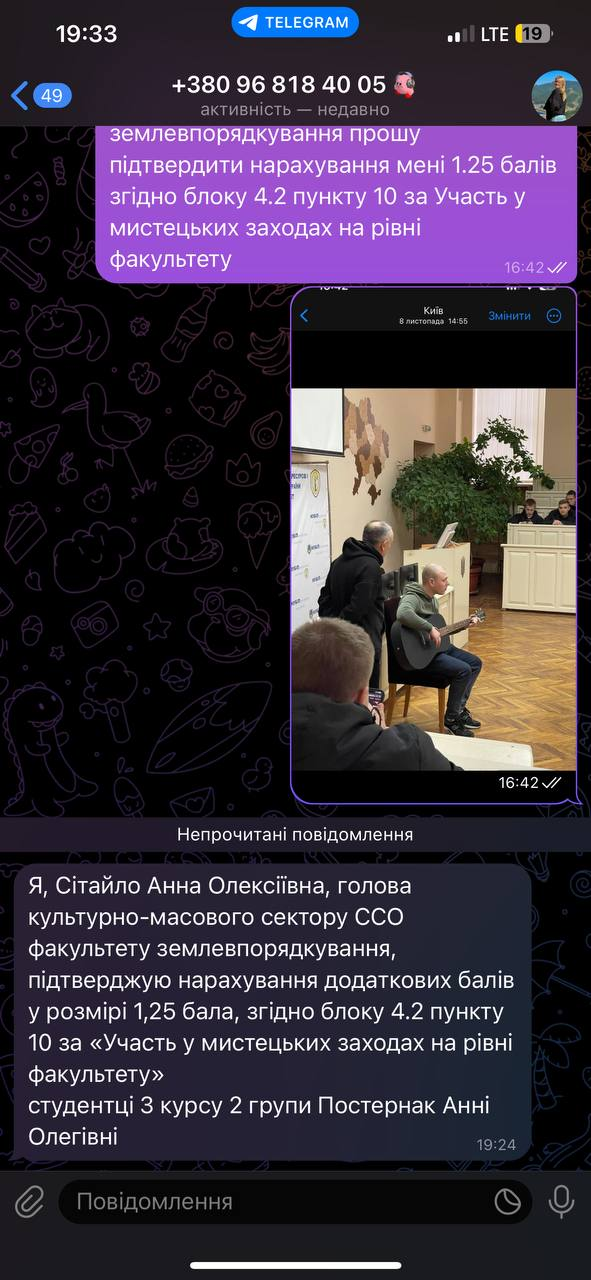 19:33
TELEGRAM
LTE 19
49
+380 96 818 40 05
активність — недавно
землевпорядкування прошу
підтвердити нарахування мені 1.25 балів
згідно блоку 4.2 пункту 10 за Участь у
мистецьких заходах на рівні
факультету
16:42
Київ
8 листопада 14:55
Змінити
16:42
Непрочитані повідомлення
Я, Сітайло Анна Олексіївна, голова
культурно-масового сектору ССО
факультету землевпорядкування,
підтверджую нарахування додаткових балів
у розмірі 1,25 бала, згідно блоку 4.2 пункту
10 за «Участь у мистецьких заходах на рівні
факультету»
студентці 3 курсу 2 групи Постернак Анні
Олегівні
19:24
Повідомлення